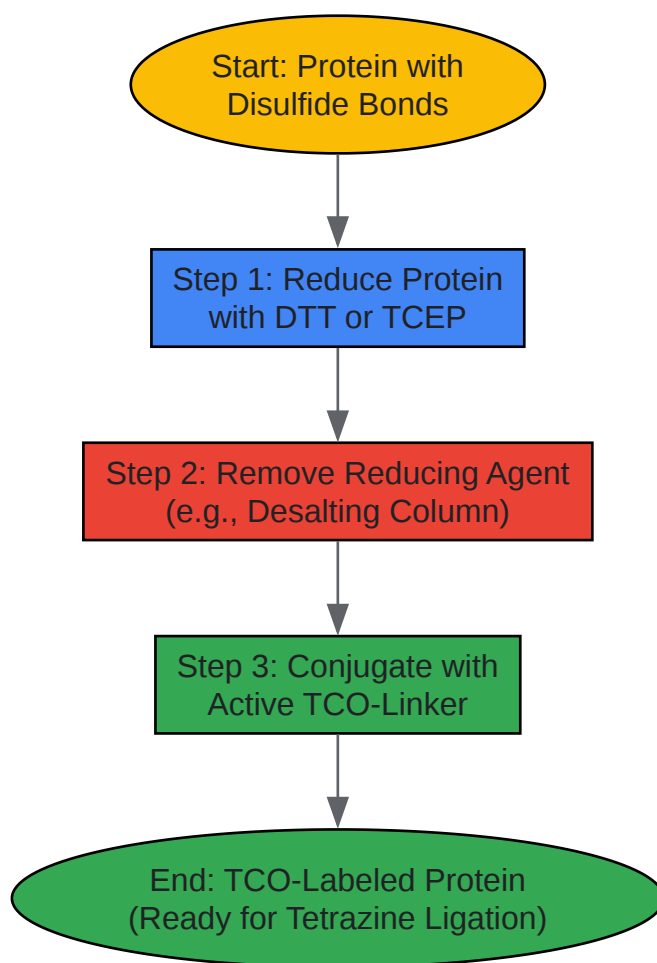 Start: Protein with
Disulfide Bonds
Step 1: Reduce Protein
with DTT or TCEP
Step 2: Remove Reducing Agent
(e.g., Desalting Column)
Step 3: Conjugate with
Active TCO-Linker
End: TCO-Labeled Protein
(Ready for Tetrazine Ligation)